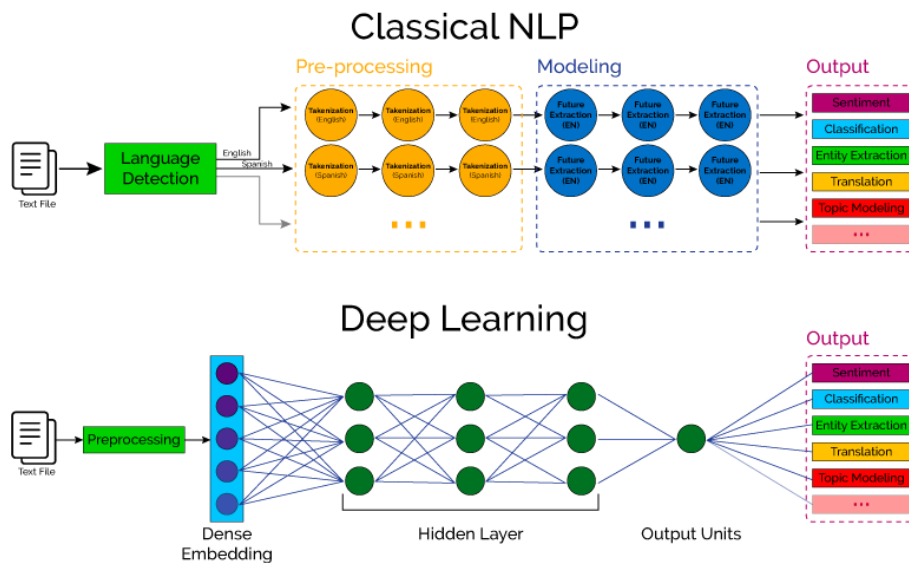 Classical NLP
Pre-processing
Modeling
Output
Text File
Language
Detection
English
Spanish
Takenization
(English)
Takenization
(English)
Takenization
(English)
Takenization
(Spanish)
Takenization
(Spanish)
Takenization
(Spanish)
...
Future
Extraction
(EN)
Future
Extraction
(EN)
Future
Extraction
(EN)
Future
Extraction
(EN)
Future
Extraction
(EN)
Future
Extraction
(EN)
...
Sentiment
Classification
Entity Extraction
Translation
Topic Modeling
...
Deep Learning
Output
Text File
Preprocessing
Dense
Embedding
Hidden Layer
Output Units
Sentiment
Classification
Entity Extraction
Translation
Topic Modeling
...